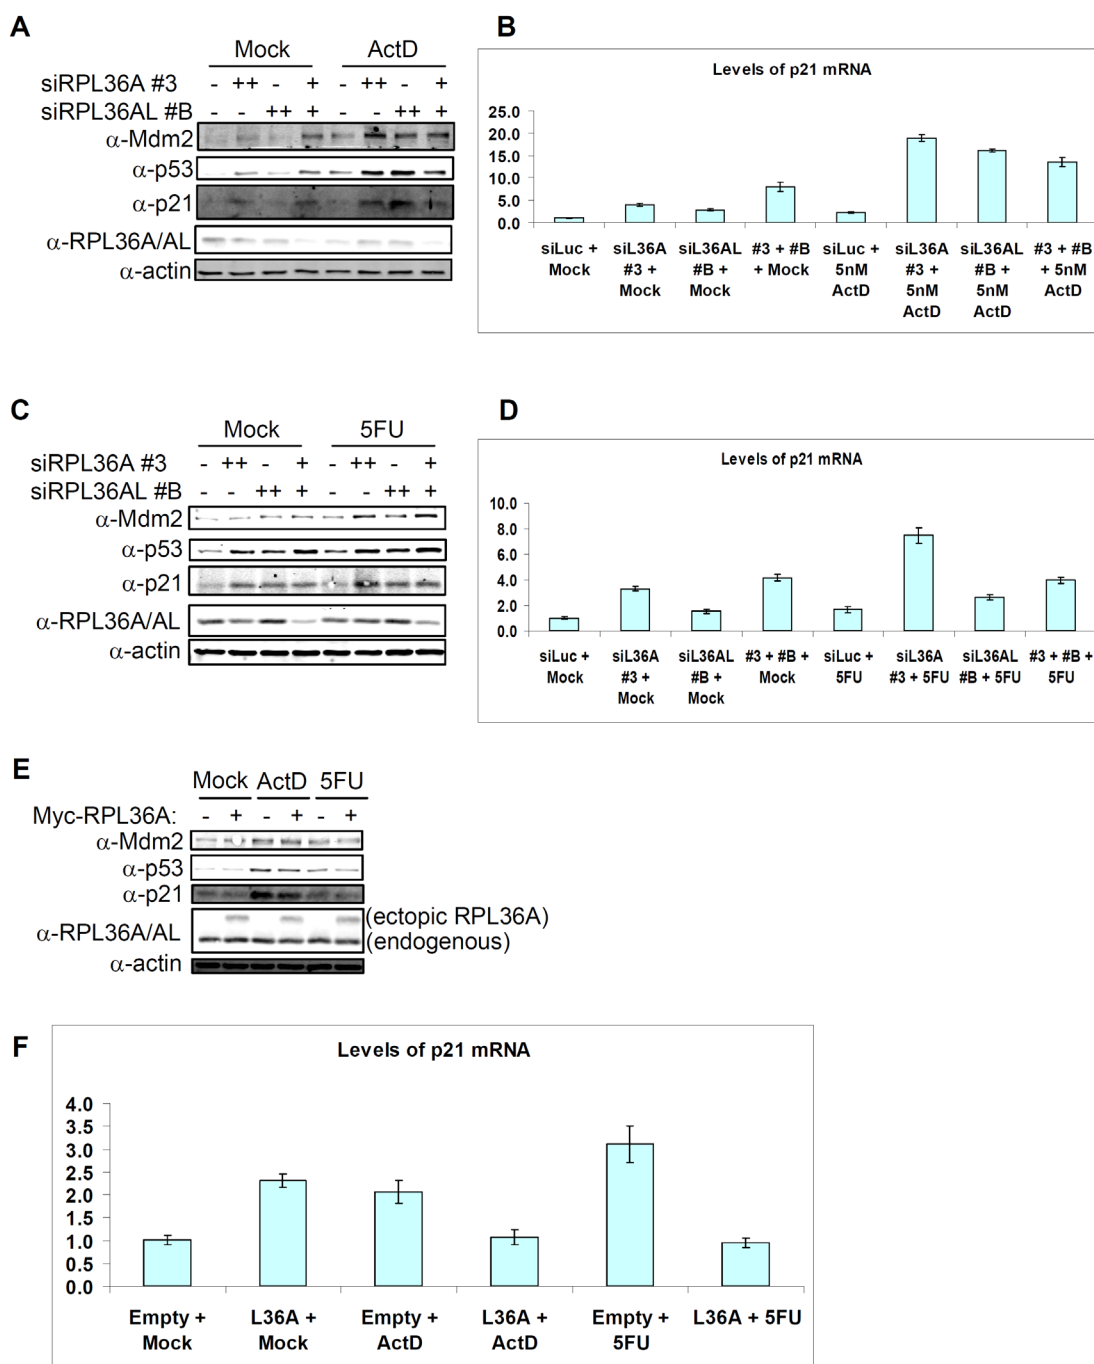 A
Mock ActD
siRPL36A #3 - ++ - + - ++ - +
siRPL36AL #B - - ++ + - - ++ +
α-Mdm2
α-p53
α-p21
α-RPL36A/AL
α-actin
B
Levels of p21 mRNA
25.0
20.0
15.0
10.0
5.0
0.0
siLuc + Mock
siL36A #3 + Mock
siL36AL #B + Mock
#3 + #B + Mock
siLuc + 5nM ActD
siL36A #3 + 5nM ActD
siL36AL #B + 5nM ActD
#3 + #B + 5nM ActD
C
Mock 5FU
siRPL36A #3 - ++ - + - ++ - +
siRPL36AL #B - - ++ + - - ++ +
α-Mdm2
α-p53
α-p21
α-RPL36A/AL
α-actin
D
Levels of p21 mRNA
10.0
8.0
6.0
4.0
2.0
0.0
siLuc + Mock
siL36A #3 + Mock
siL36AL #B + Mock
#3 + #B + Mock
siLuc + 5FU
siL36A #3 + 5FU
siL36AL #B + 5FU
#3 + #B + 5FU
E
Mock ActD 5FU
Myc-RPL36A: - + - + - +
α-Mdm2
α-p53
α-p21
α-RPL36A/AL
(ectopic RPL36A)
(endogenous)
α-actin
F
Levels of p21 mRNA
4.0
3.5
3.0
2.5
2.0
1.5
1.0
0.5
0.0
Empty + Mock
L36A + Mock
Empty + ActD
L36A + ActD
Empty + 5FU
L36A + 5FU